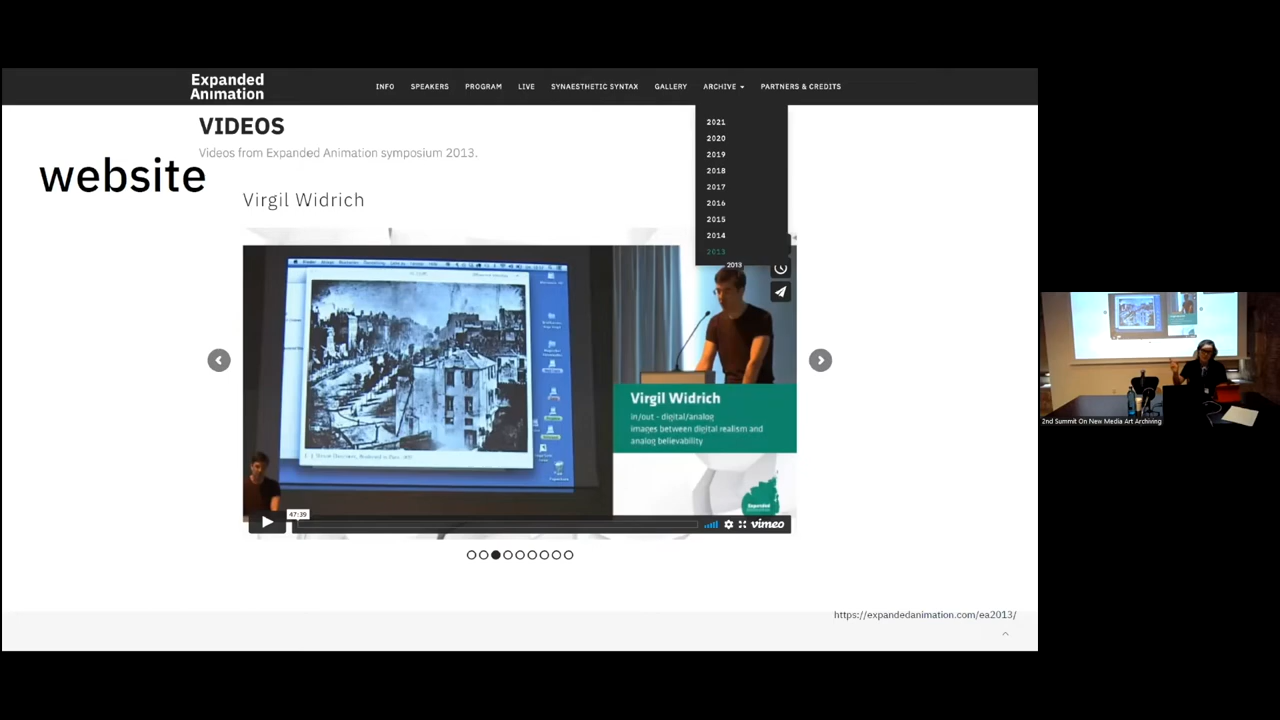 Expanded
Animation
INFO
SPEAKERS
PROGRAM
LIVE
SYNAESTHETIC SYNTAX
GALLERY
ARCHIVE
PARTNERS & CREDITS
2021
2020
2019
2018
2017
2016
2015
2014
2013
2013
VIDEOS
Videos from Expanded Animation symposium 2013.
website
Virgil Widrich
Virgil Widrich
in/out - digital/analog
images between digital realism and
analog believability
47:39
vimeo
https://expandedanimation.com/ea2013/
2nd Summit On New Media Art Archiving